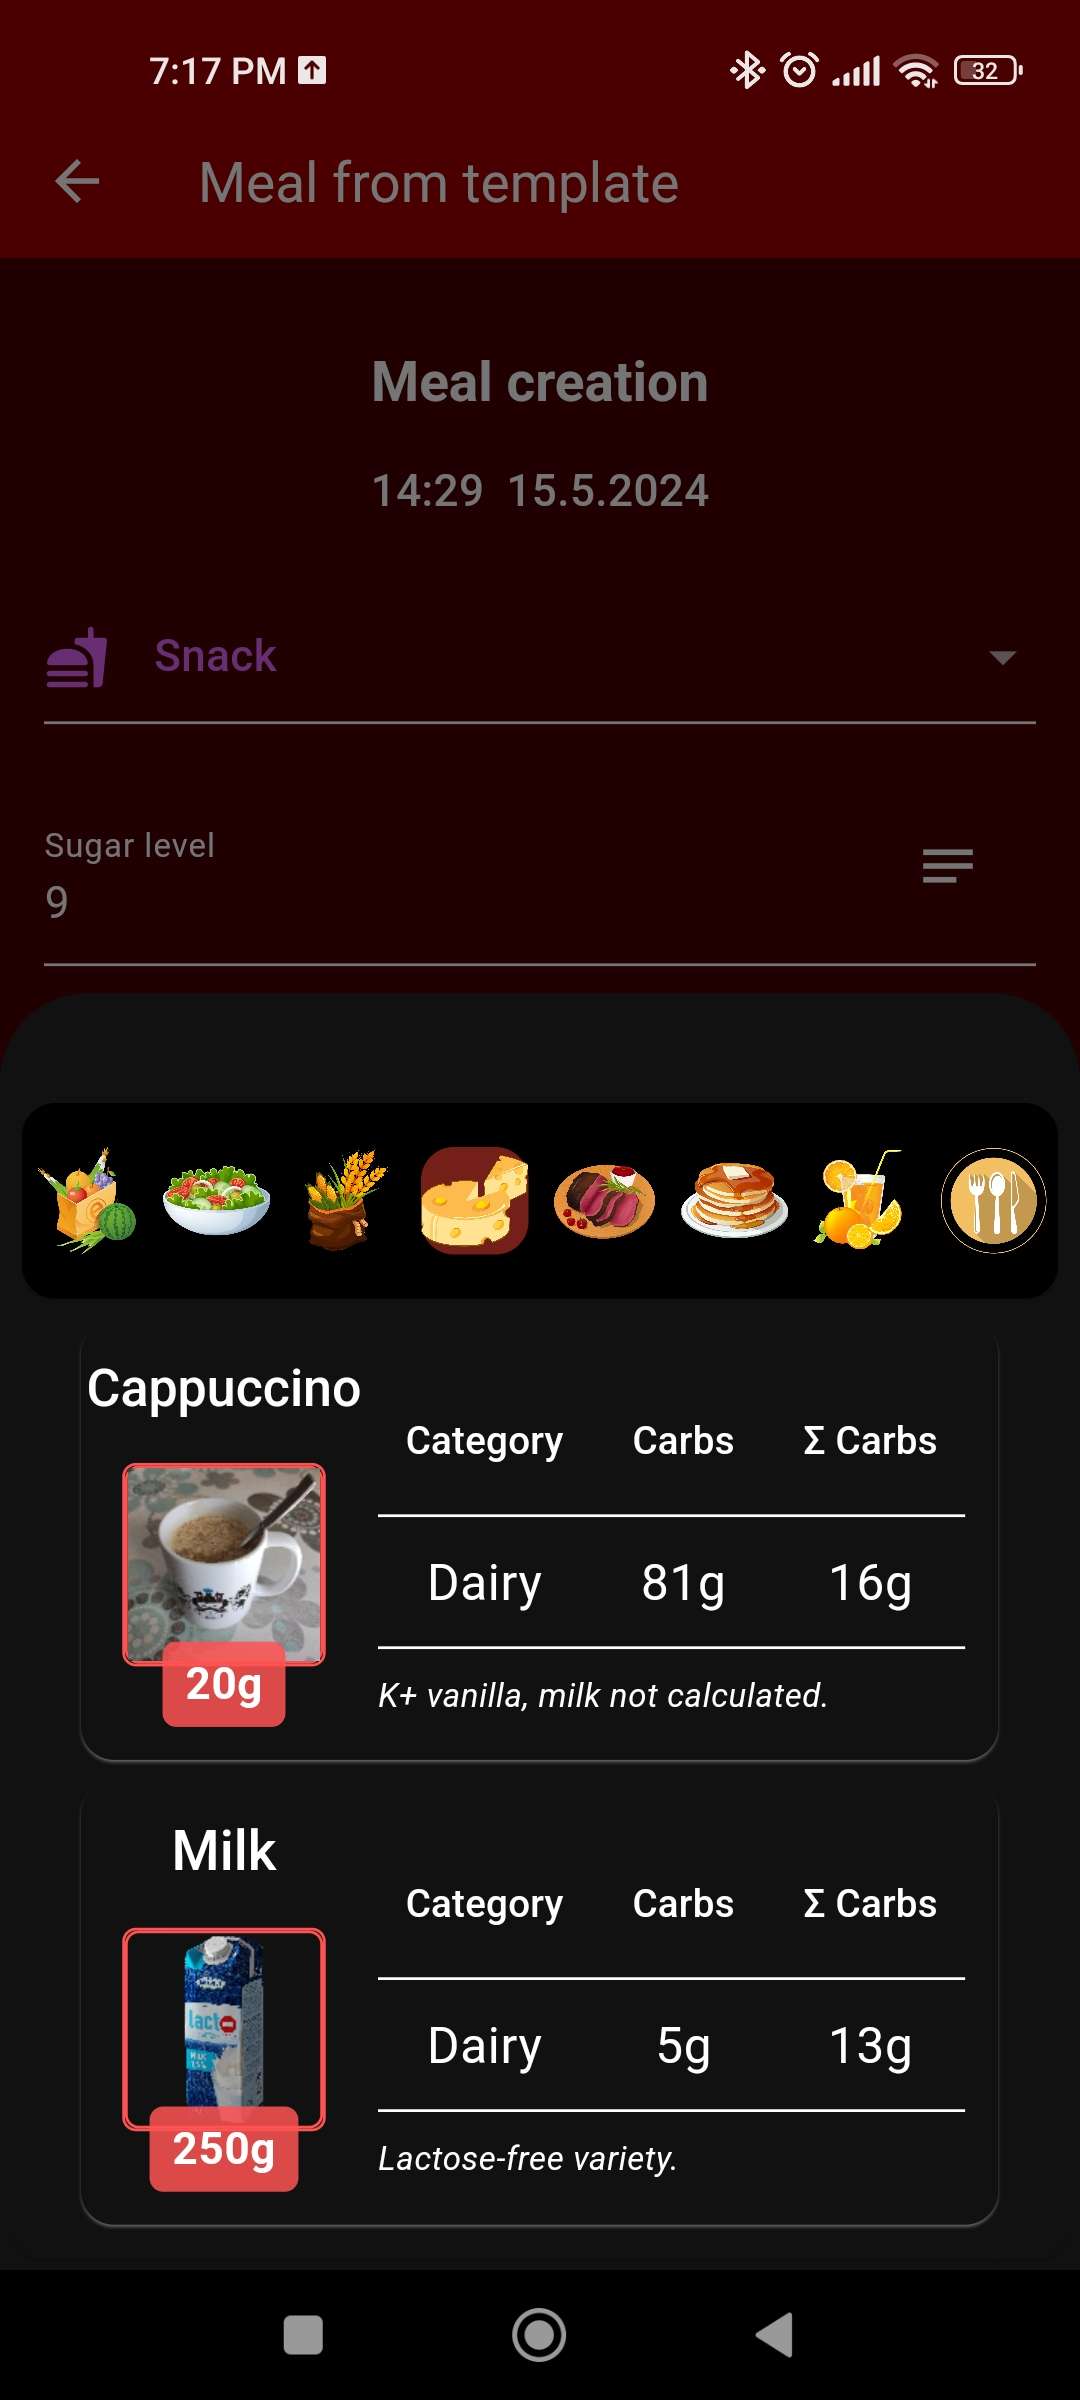 7:17 PM
32
Meal from template
Meal creation
14:29 15.5.2024
Snack
Sugar level
9
Cappuccino
Category Carbs Σ Carbs
Dairy 81g 16g
20g
K+ vanilla, milk not calculated.
Milk
Category Carbs Σ Carbs
lact
Dairy 5g 13g
MILK
250g
Lactose-free variety.